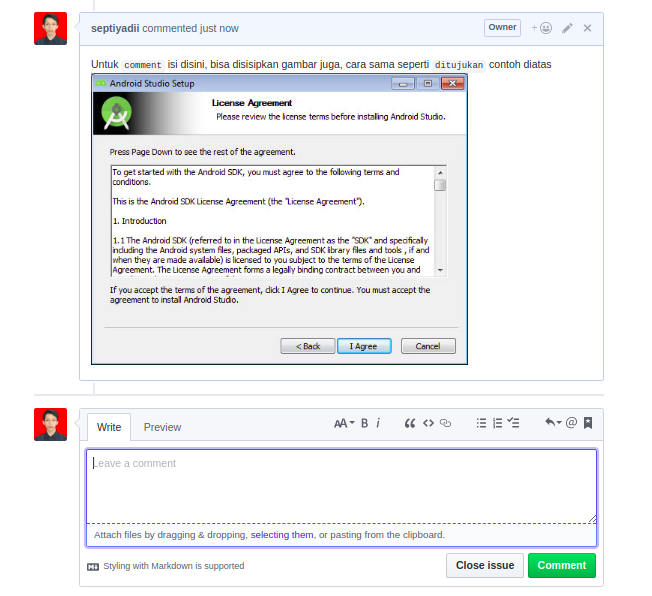 septiyadii commented just now
Owner
Untuk comment isi disini, bisa disisipkan gambar juga, cara sama seperti ditujukan contoh diatas
Android Studio Setup
License Agreement
Please review the license terms before installing Android Studio.
Press Page Down to see the rest of the agreement.
To get started with the Android SDK, you must agree to the following terms and
conditions.
This is the Android SDK License Agreement (the "License Agreement").
1. Introduction
1.1 The Android SDK (referred to in the License Agreement as the "SDK" and specifically
including the Android system files, packaged APIs, and SDK library files and tools , if and
when they are made available) is licensed to you subject to the terms of the License
Agreement. The License Agreement forms a legally binding contract between you and
If you accept the terms of the agreement, click I Agree to continue. You must accept the
agreement to install Android Studio.
< Back
I Agree
Cancel
Write
Preview
AA
B
i
Leave a comment
Attach files by dragging & dropping, selecting them, or pasting from the clipboard.
Styling with Markdown is supported
Close issue
Comment